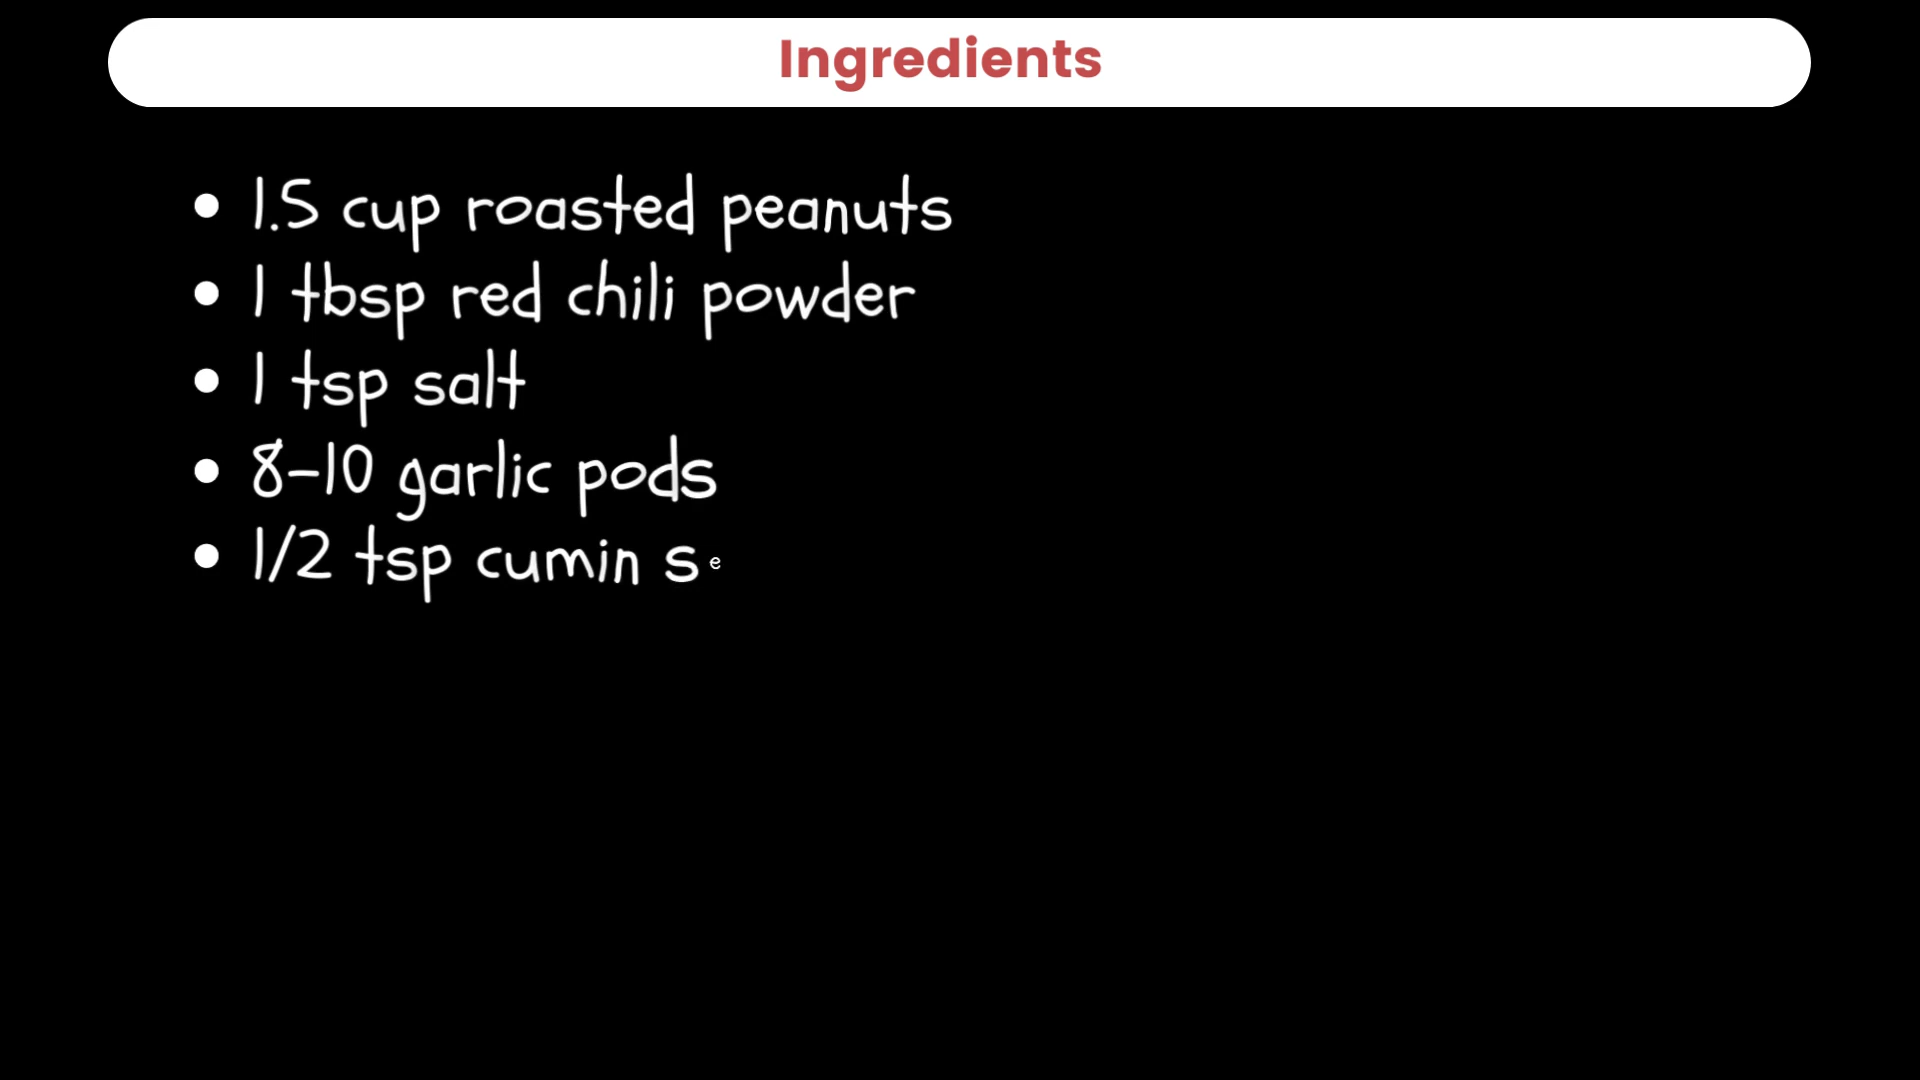 Ingredients
• 1.5 cup roasted peanuts
• 1 tbsp red chili powder
• 1 tsp salt
• 8-10 garlic pods
• 1/2 tsp cumin se